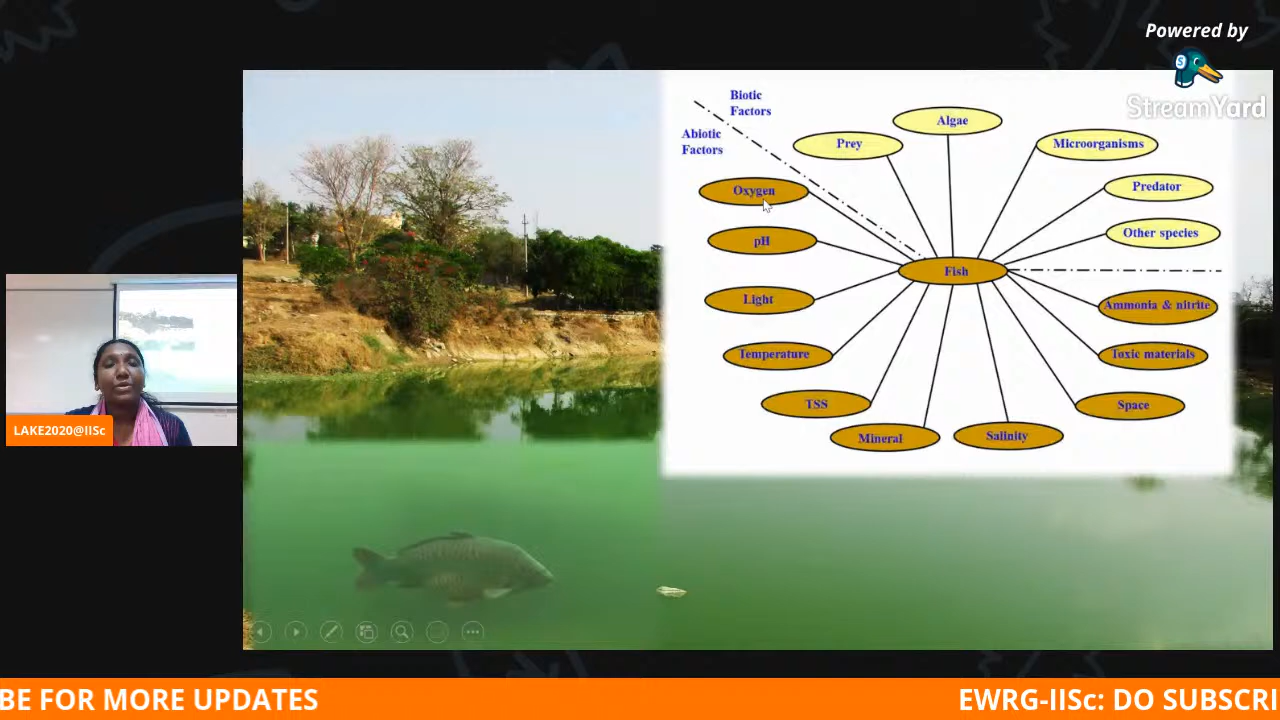 Powered by
StreamYard
Biotic
Factors
Abiotic
Factors
Algae
Prey
Microorganisms
Oxygen
Predator
pH
Other species
Fish
Light
Ammonia & nitrite
Temperature
Toxic materials
TSS
Space
Mineral
Salinity
LAKE2020@IISc
BE FOR MORE UPDATES
EWRG-IISc: DO SUBSCRI